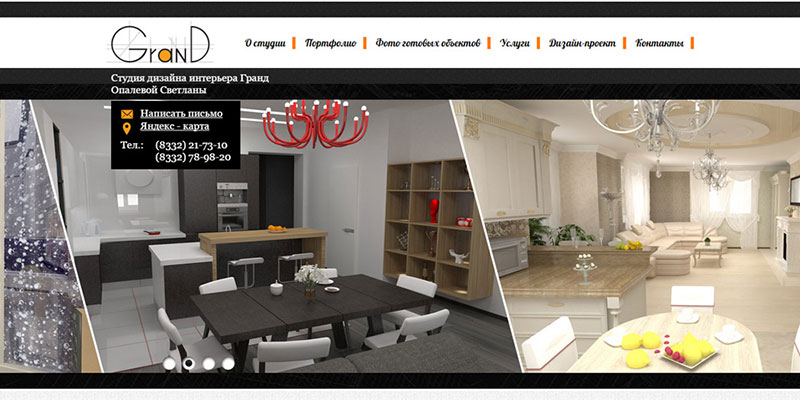 GranD
О студии Портфолио Фото готовых объектов Услуги Дизайн-проект Контакты
Студия дизайна интерьера Гранд
Опалевой Светланы
Написать письмо
Яндекс - карта
Тел.: (8332) 21-73-10
(8332) 78-98-20